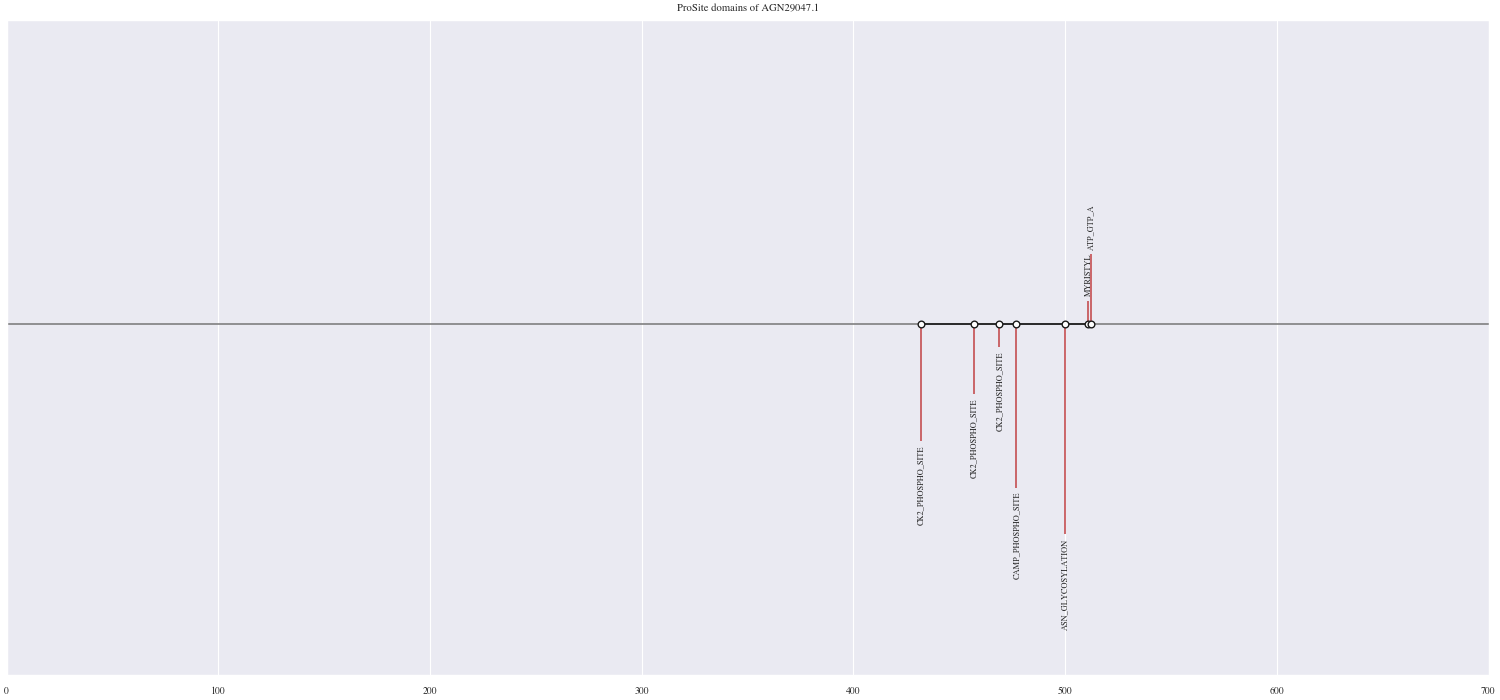 ProSite domains of AGN29047.1
ATP_GTP_A
MYRISTYL
CK2_PHOSPHO_SITE
CK2_PHOSPHO_SITE
CK2_PHOSPHO_SITE
CAMP_PHOSPHO_SITE
ASN_GLYCOSYLATION
0 100 200 300 400 500 600 700